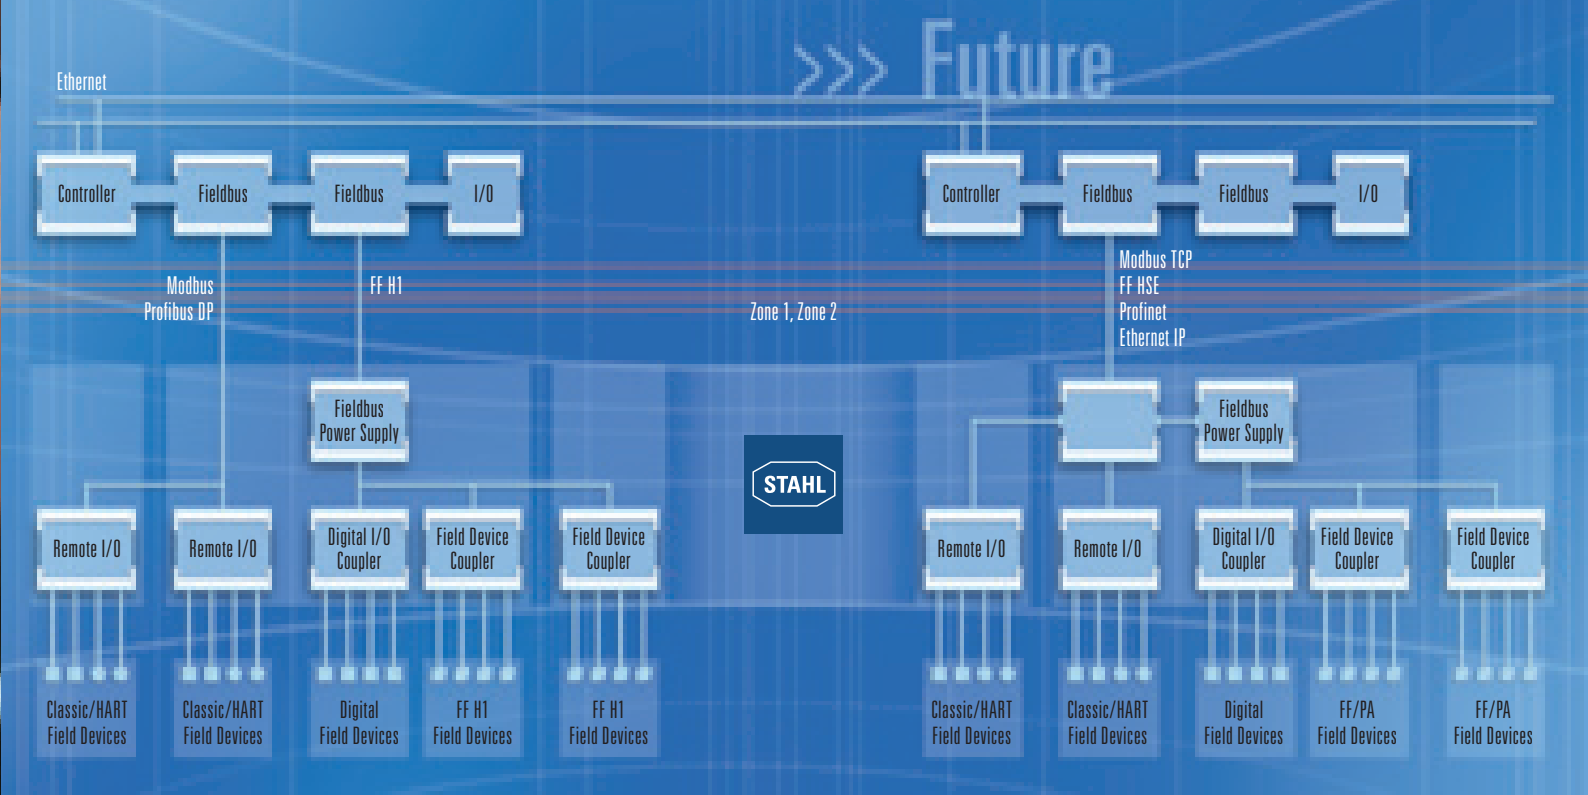 >>> Future
Ethernet
Controller
Fieldbus
Fieldbus
I/O
Controller
Fieldbus
Fieldbus
I/O
Modbus
Profibus DP
FF H1
Zone 1, Zone 2
Modbus TCP
FF HSE
Profinet
Ethernet IP
Fieldbus
Power Supply
Fieldbus
Power Supply
STAHL
Remote I/O
Remote I/O
Digital I/O
Coupler
Field Device
Coupler
Field Device
Coupler
Remote I/O
Remote I/O
Digital I/O
Coupler
Field Device
Coupler
Field Device
Coupler
Classic/HART
Field Devices
Classic/HART
Field Devices
Digital
Field Devices
FF H1
Field Devices
FF H1
Field Devices
Classic/HART
Field Devices
Classic/HART
Field Devices
Digital
Field Devices
FF/PA
Field Devices
FF/PA
Field Devices